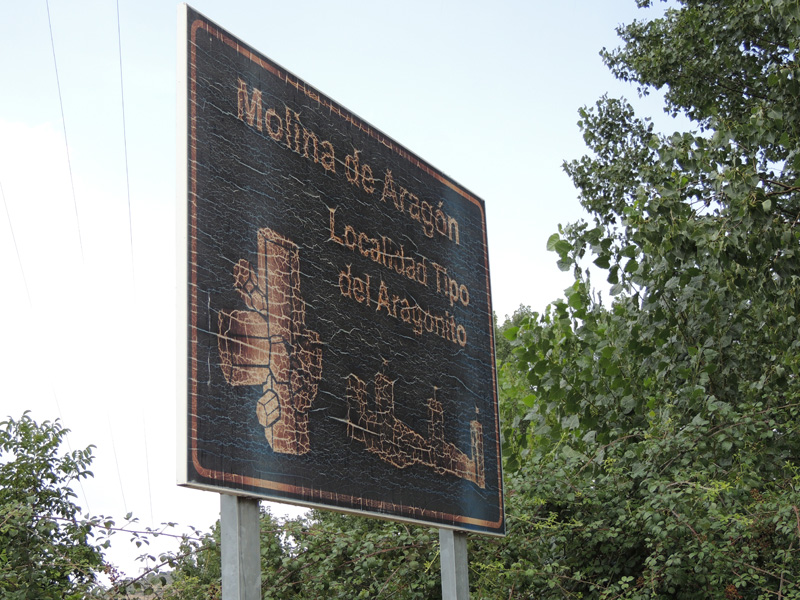 Molina de Aragón
Localidad Tipo
del Aragonito